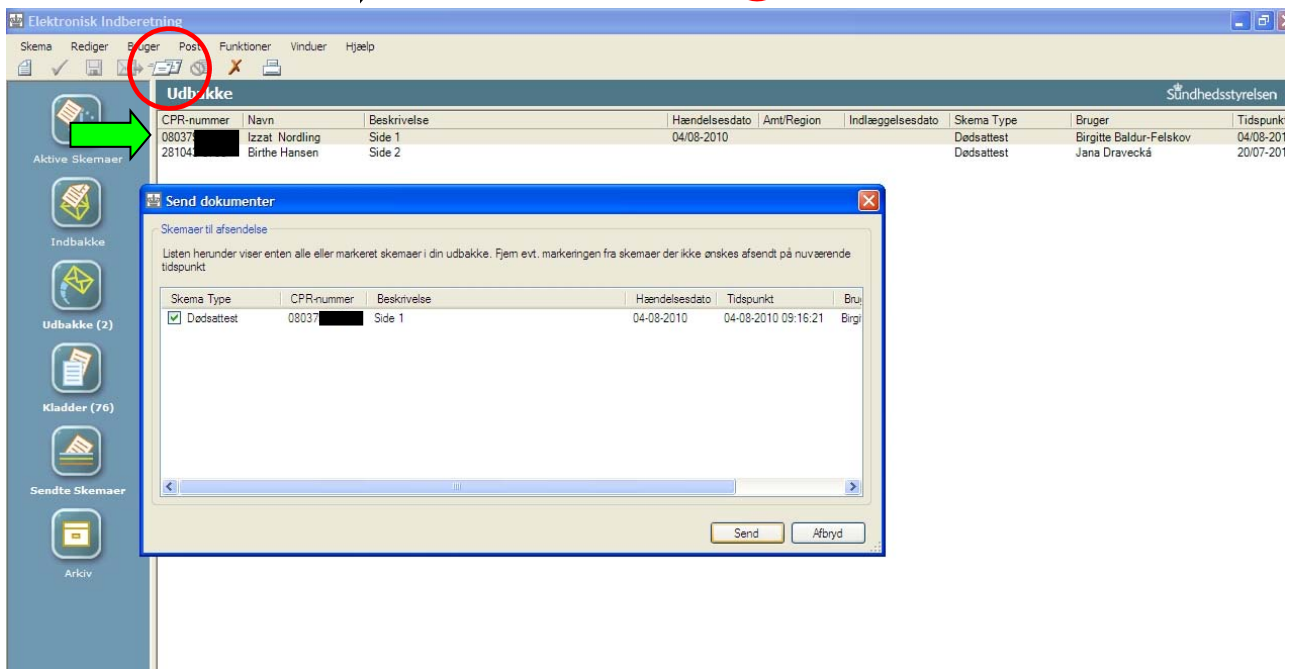 Elektronisk Indberetning
Skema Rediger Bruger Post Funktioner Vinduer Hjælp
Udbakke Sundhedsstyrelsen
CPR-nummer Navn Beskrivelse Hændelsesdato Amt/Region Indlæggelsesdato Skema Type Bruger Tidspunkt
08037 Izzat Nordling Side 1 04/08-2010 Dødsattest Birgitte Baldur-Felskov 04/08-201
28104 Birthe Hansen Side 2 Dødsattest Jana Dravecká 20/07-201
Aktive Skemaer
Indbakke
Udbakke (2)
Kladder (76)
Sendte Skemaer
Arkiv
Send dokumenter
Skemaer til afsendelse
Listen herunder viser enten alle eller markeret skemaer i din udbakke. Fjern evt. markeringen fra skemaer der ikke ønskes afsendt på nuværende
tidspunkt
Skema Type CPR-nummer Beskrivelse Hændelsesdato Tidspunkt Bru
Dødsattest 08037 Side 1 04-08-2010 04-08-2010 09:16:21 Birgi
Send Afbryd